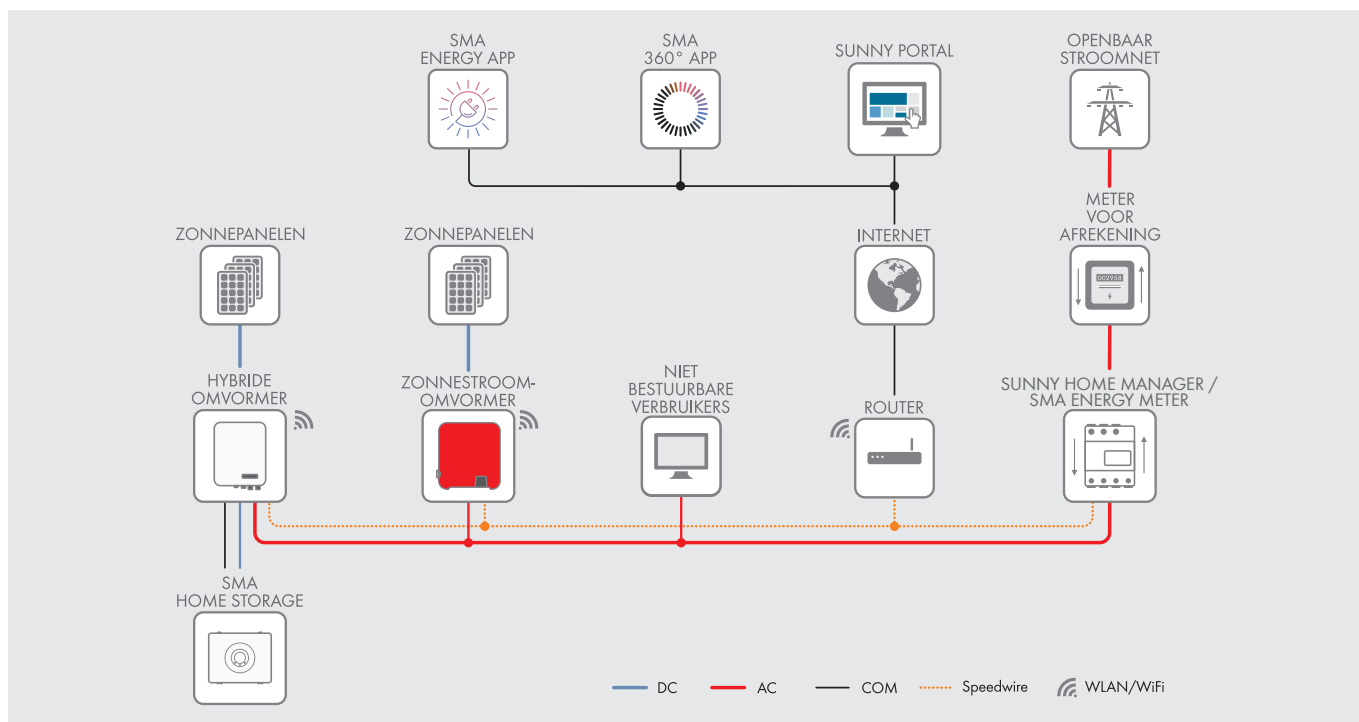 SMA
ENERGY APP
SMA
360° APP
SUNNY PORTAL
OPENBAAR
STROOMNET
ZONNEPANELEN
ZONNEPANELEN
INTERNET
METER
VOOR
AFREKENING
002958
HYBRIDE
OMVORMER
ZONNESTROOM-
OMVORMER
NIET
BESTUURBARE
VERBRUIKERS
ROUTER
SUNNY HOME MANAGER /
SMA ENERGY METER
SMA
HOME STORAGE
DC
AC
COM
Speedwire
WLAN/WiFi